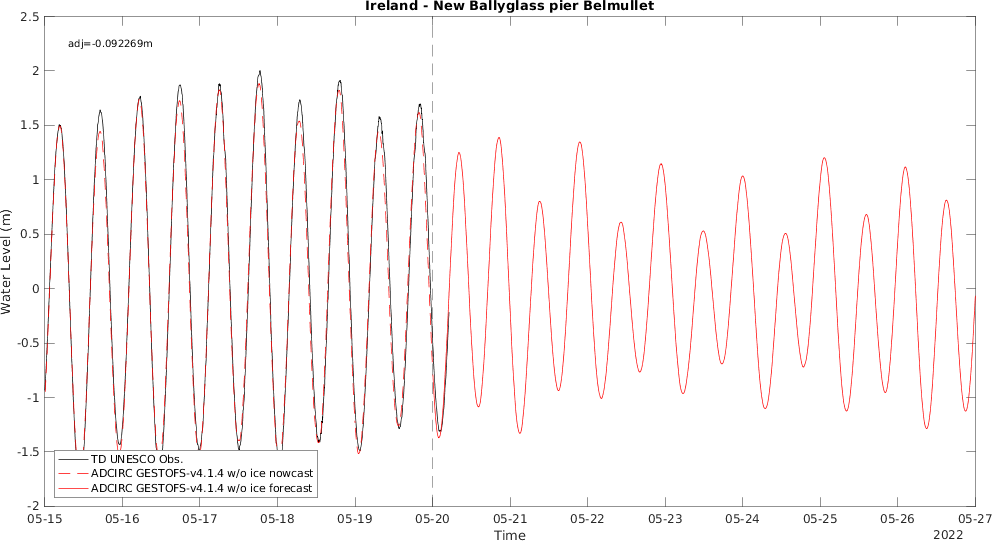 Ireland - New Ballyglass pier Belmullet
adj=-0.092269m
2.5
2
1.5
1
0.5
0
-0.5
-1
-1.5
-2
Water Level (m)
TD UNESCO Obs.
ADCIRC GESTOFS-v4.1.4 w/o ice nowcast
ADCIRC GESTOFS-v4.1.4 w/o ice forecast
05-15 05-16 05-17 05-18 05-19 05-20 05-21 05-22 05-23 05-24 05-25 05-26 05-27
Time
2022